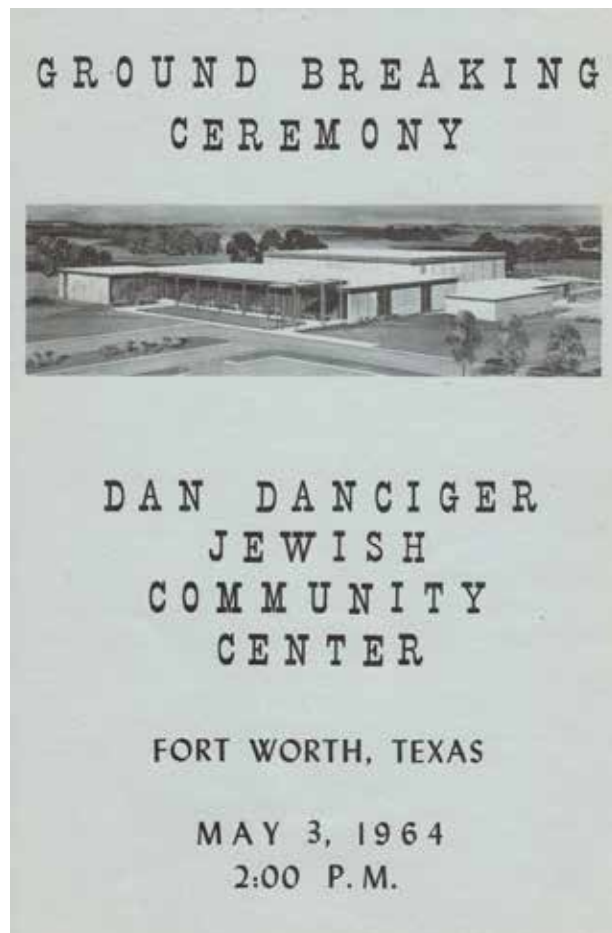 GROUND BREAKING
CEREMONY
DAN DANCIGER
JEWISH
COMMUNITY
CENTER
FORT WORTH, TEXAS
MAY 3, 1964
2:00 P.M.